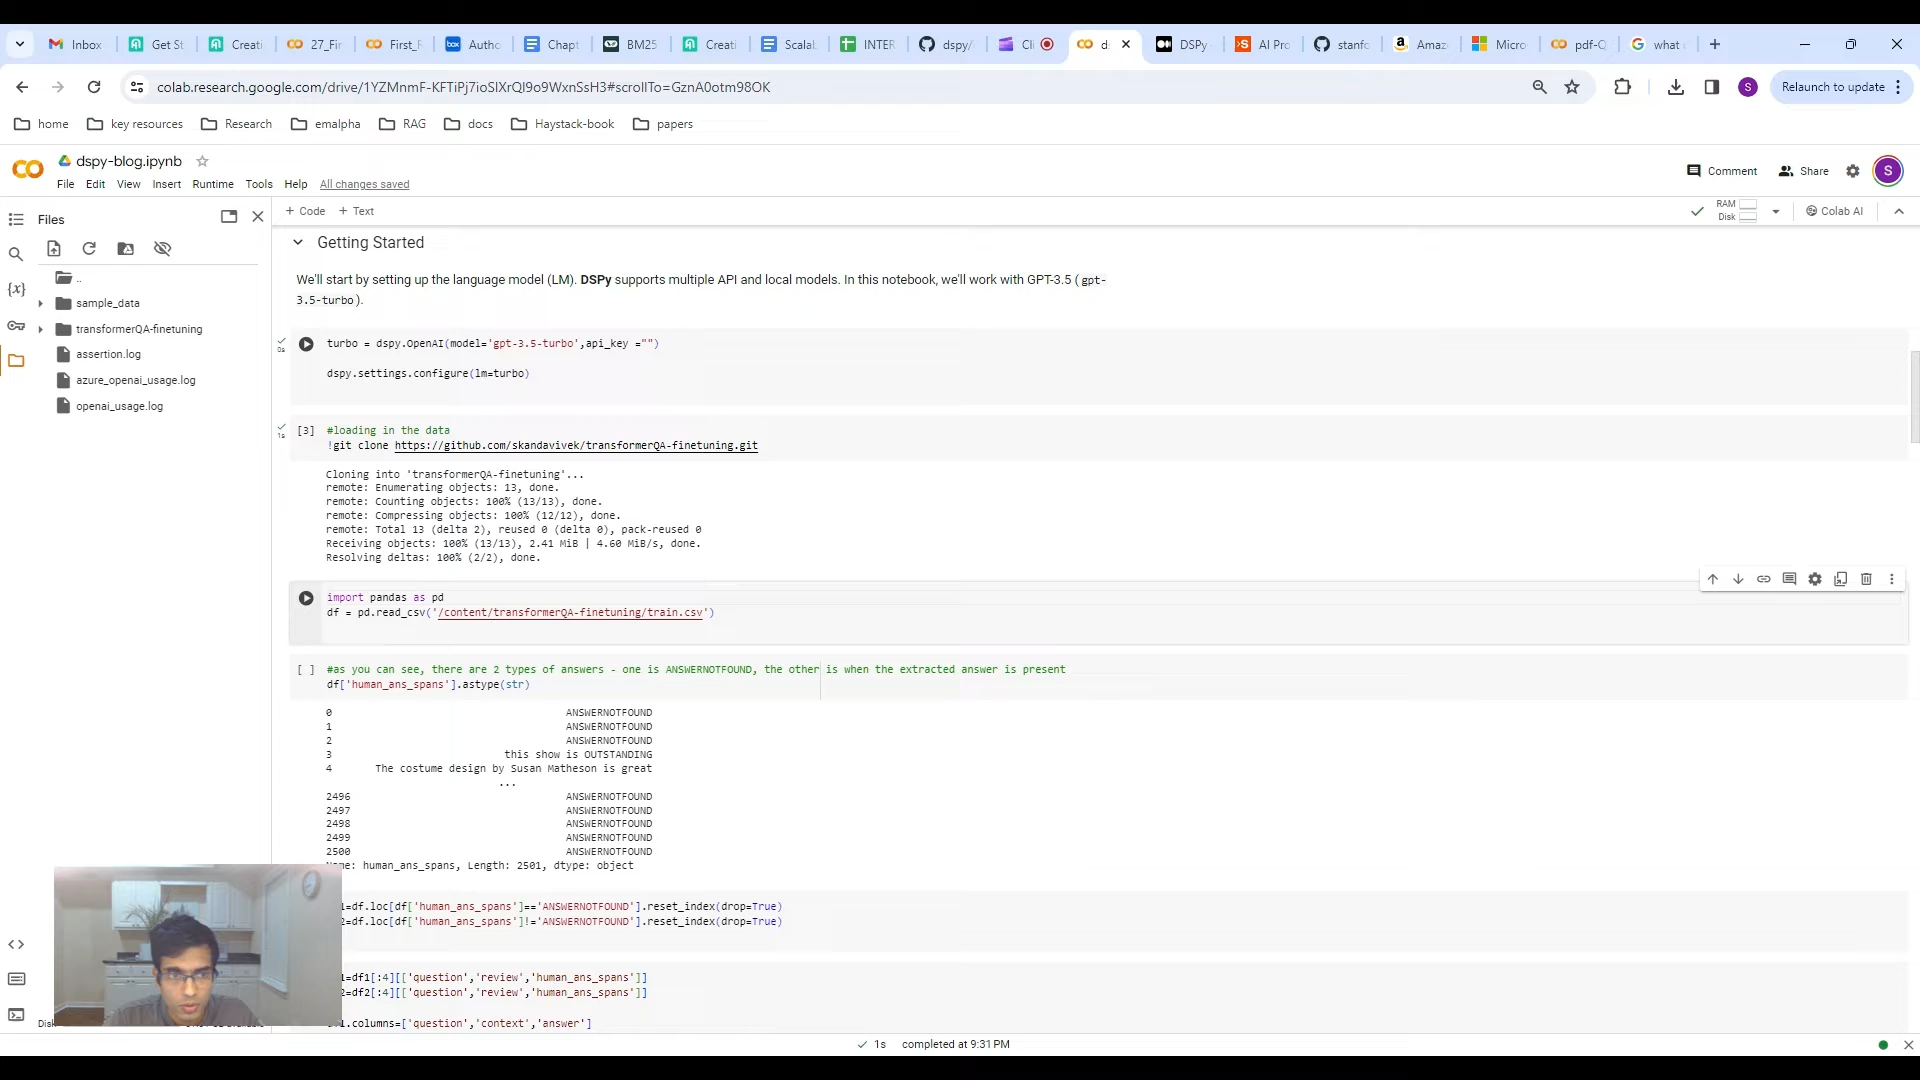 Inbox
Get St
Creati
27_Fir
First_R
Autho
Chapt
BM25
Creati
Scalab
INTER
dspy/
Cli
d:
DSPy
AI Pro
stanfo
Amaz
Micro
pdf-Q
what
colab.research.google.com/drive/1YZMnmF-KFTiPj7ioSlXrQI9o9WxnSsH3#scrollTo=GznA0otm98OK
S
Relaunch to update
home
key resources
Research
emalpha
RAG
docs
Haystack-book
papers
dspy-blog.ipynb
File Edit View Insert Runtime Tools Help All changes saved
Comment
Share
S
Files
+ Code + Text
RAM
Disk
Colab AI
..
sample_data
transformerQA-finetuning
assertion.log
azure_openai_usage.log
openai_usage.log
{x}
Getting Started
We'll start by setting up the language model (LM). DSPy supports multiple API and local models. In this notebook, we'll work with GPT-3.5 (gpt-
3.5-turbo).
0s
turbo = dspy.OpenAI(model='gpt-3.5-turbo',api_key ="")
dspy.settings.configure(lm=turbo)
1s
[3] #loading in the data
!git clone https://github.com/skandavivek/transformerQA-finetuning.git
Cloning into 'transformerQA-finetuning'...
remote: Enumerating objects: 13, done.
remote: Counting objects: 100% (13/13), done.
remote: Compressing objects: 100% (12/12), done.
remote: Total 13 (delta 2), reused 0 (delta 0), pack-reused 0
Receiving objects: 100% (13/13), 2.41 MiB | 4.60 MiB/s, done.
Resolving deltas: 100% (2/2), done.
import pandas as pd
df = pd.read_csv('/content/transformerQA-finetuning/train.csv')
[ ] #as you can see, there are 2 types of answers - one is ANSWERNOTFOUND, the other is when the extracted answer is present
df['human_ans_spans'].astype(str)
0 ANSWERNOTFOUND
1 ANSWERNOTFOUND
2 ANSWERNOTFOUND
3 this show is OUTSTANDING
4 The costume design by Susan Matheson is great
...
2496 ANSWERNOTFOUND
2497 ANSWERNOTFOUND
2498 ANSWERNOTFOUND
2499 ANSWERNOTFOUND
2500 ANSWERNOTFOUND
Name: human_ans_spans, Length: 2501, dtype: object
1=df.loc[df['human_ans_spans']=='ANSWERNOTFOUND'].reset_index(drop=True)
2=df.loc[df['human_ans_spans']!='ANSWERNOTFOUND'].reset_index(drop=True)
1=df1[:4][['question','review','human_ans_spans']]
2=df2[:4][['question','review','human_ans_spans']]
.columns=['question','context','answer']
Disk
1s completed at 9:31 PM